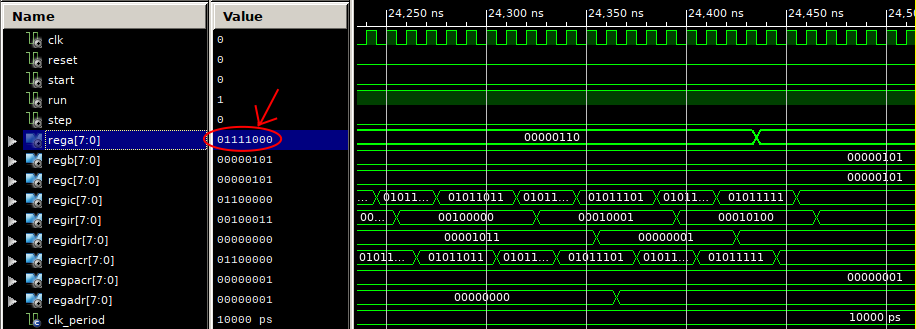 Name Value 24,250 ns 24,300 ns 24,350 ns 24,400 ns 24,450 ns 24,5
clk 0
reset 0
start 0
run 1
step 0
rega[7:0] 01111000 00000110
regb[7:0] 00000101 00000101
regc[7:0] 00000101 00000101
regic[7:0] 01100000 ... 01011... 01011011 01011... 01011101 01011... 01011111
regir[7:0] 00100011 00... 00100000 00010001 00010100
regidr[7:0] 00000000 00001011 00000001
regiacr[7:0] 01100000 01011... 01011011 01011... 01011101 01011... 01011111
regpacr[7:0] 00000001 00000001
regadr[7:0] 00000001 00000000
clk_period 10000 ps 10000 ps